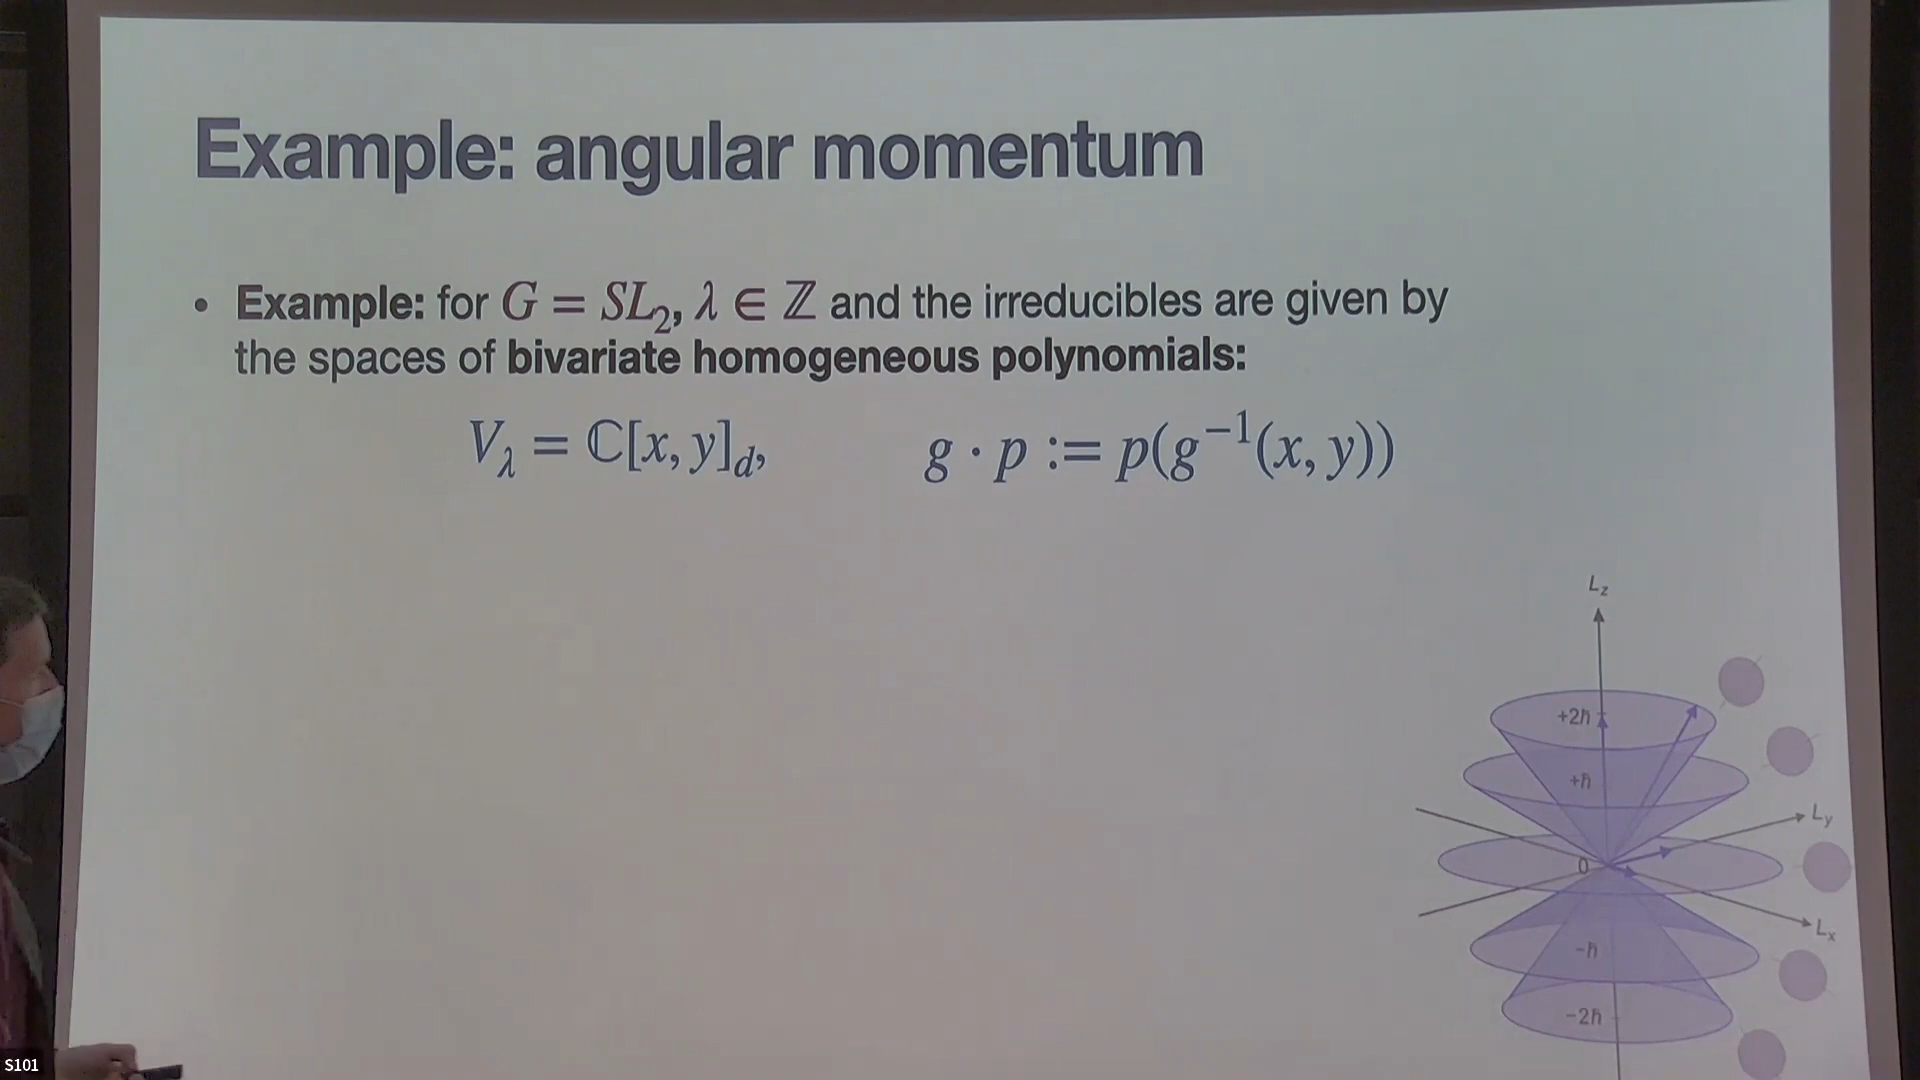 Example: angular momentum
• Example: for G = SL₂, λ ∈ ℤ and the irreducibles are given by
the spaces of bivariate homogeneous polynomials:
V_λ = ℂ[x, y]_d, g · p := p(g⁻¹(x, y))
L_z
+2ħ
+ħ
L_y
0
L_x
−ħ
−2ħ
S101